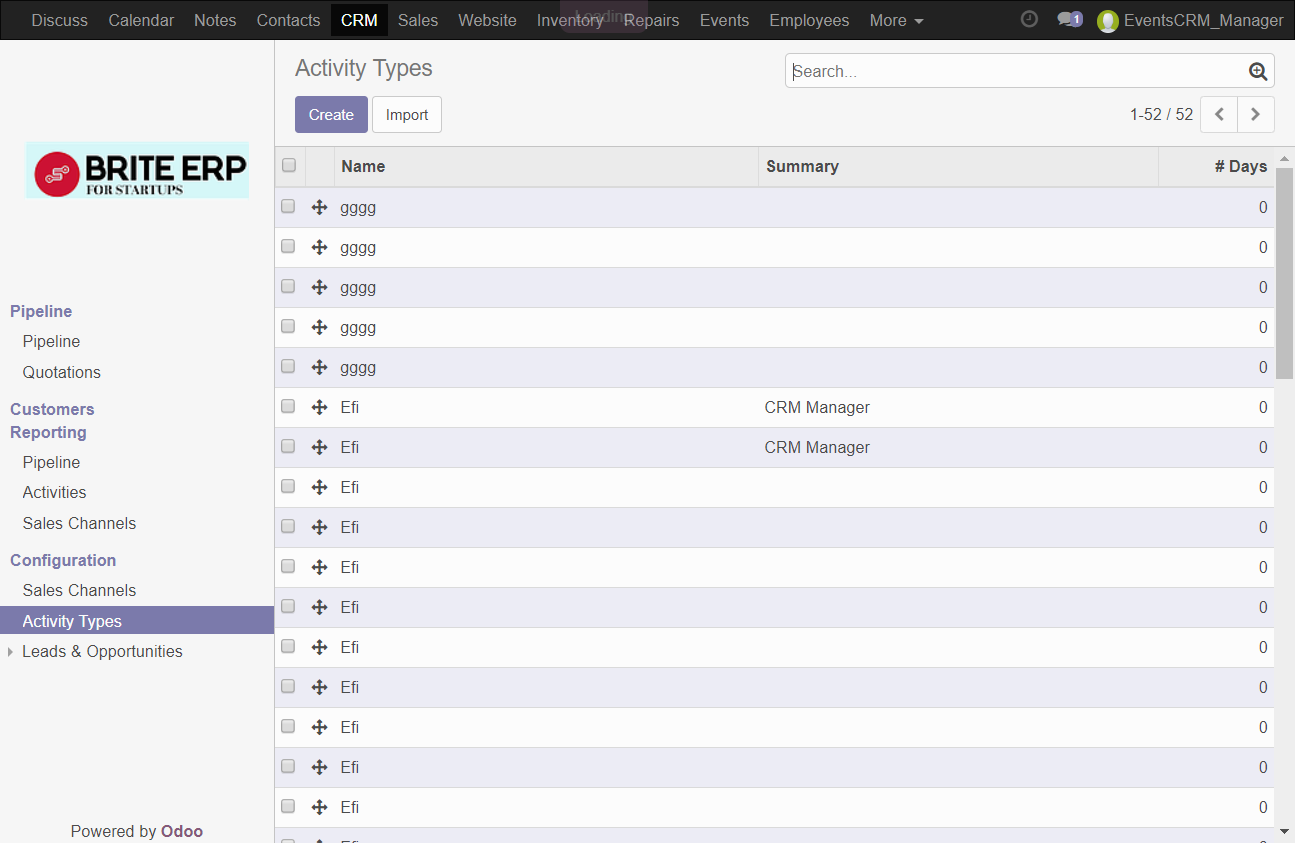 Discuss Calendar Notes Contacts CRM Sales Website Inventory Repairs Events Employees More 1 EventsCRM_Manager
Loading
Activity Types
Search...
Create Import
1-52 / 52
BRITE ERP
FOR STARTUPS
Pipeline
Pipeline
Quotations
Customers
Reporting
Pipeline
Activities
Sales Channels
Configuration
Sales Channels
Activity Types
Leads & Opportunities
Powered by Odoo
Name Summary # Days
gggg 0
gggg 0
gggg 0
gggg 0
gggg 0
Efi CRM Manager 0
Efi CRM Manager 0
Efi 0
Efi 0
Efi 0
Efi 0
Efi 0
Efi 0
Efi 0
Efi 0
Efi 0